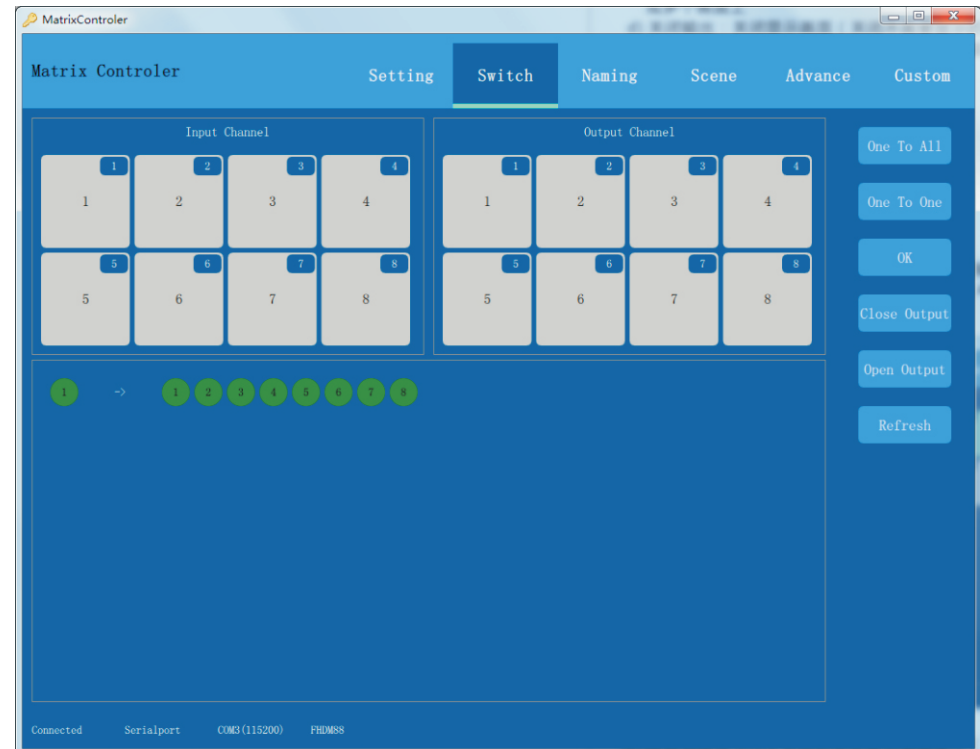 MatrixControler
Matrix Controler Setting Switch Naming Scene Advance Custom
Input Channel
1 2 3 4
1 2 3 4
5 6 7 8
5 6 7 8
Output Channel
1 2 3 4
1 2 3 4
5 6 7 8
5 6 7 8
One To All
One To One
OK
Close Output
Open Output
Refresh
1 -> 1 2 3 4 5 6 7 8
Connected Serialport COM3(115200) FHDM88